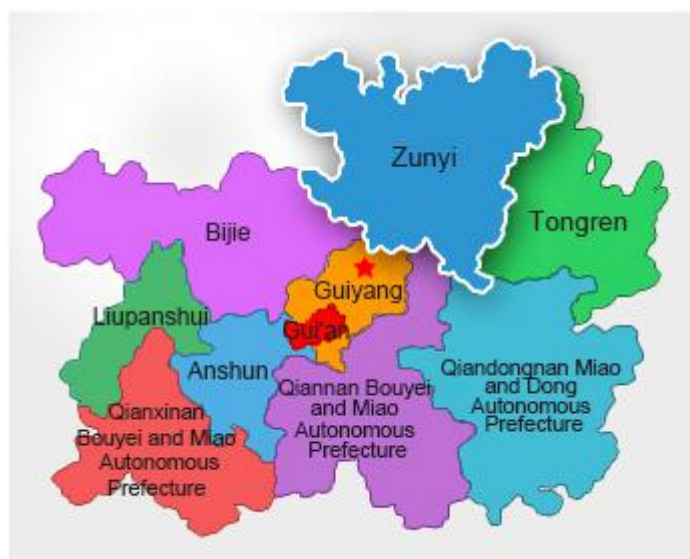 Zunyi
Tongren
Bijie
Guiyang
Liupanshui
Gui'an
Anshun
Qiannan Bouyei
and Miao
Autonomous
Prefecture
Qiandongnan Miao
and Dong
Autonomous
Prefecture
Qianxinan
Bouyei and Miao
Autonomous
Prefecture